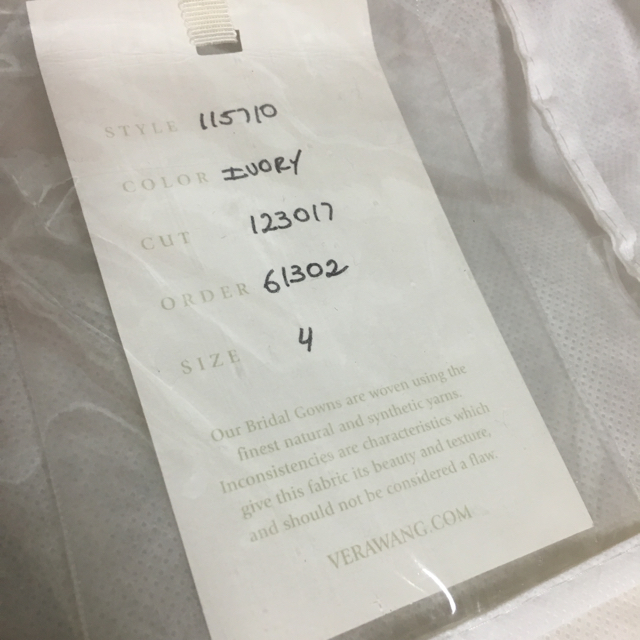 STYLE 115710
COLOR IVORY
CUT 123017
ORDER 61302
SIZE 4
Our Bridal Gowns are woven using the
finest natural and synthetic yarns.
Inconsistencies are characteristics which
give this fabric its beauty and texture,
and should not be considered a flaw.
VERAWANG.COM